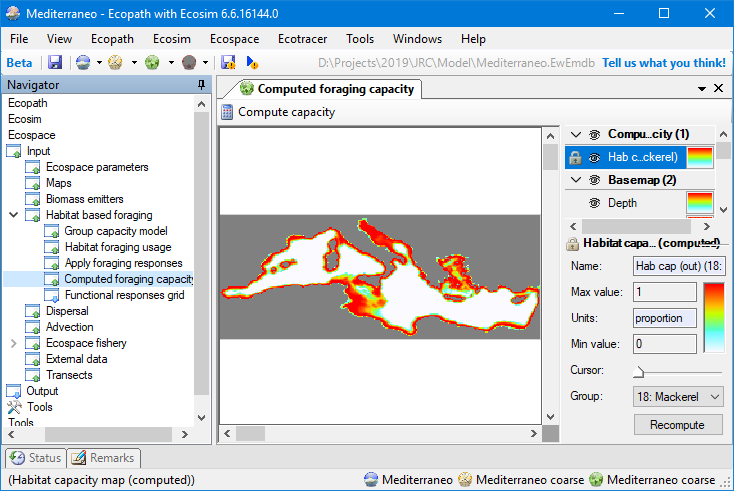 Mediterraneo - Ecopath with Ecosim 6.6.16144.0
File View Ecopath Ecosim Ecospace Ecotracer Tools Windows Help
Beta D:\Projects\2019\JRC\Model\Mediterraneo.EwEmdb Tell us what you think!
Navigator
Ecopath
Ecosim
Ecospace
Input
Ecospace parameters
Maps
Biomass emitters
Habitat based foraging
Group capacity model
Habitat foraging usage
Apply foraging responses
Computed foraging capacity
Functional responses grid
Dispersal
Advection
Ecospace fishery
External data
Transects
Output
Tools
Tools
Computed foraging capacity
Compute capacity
Compu...city (1)
Hab c...ckerel)
Basemap (2)
Depth
Habitat capa... (computed)
Name: Hab cap (out) (18:
Max value: 1
Units: proportion
Min value: 0
Cursor:
Group: 18: Mackerel
Recompute
Status Remarks
(Habitat capacity map (computed)) Mediterraneo Mediterraneo coarse Mediterraneo coarse